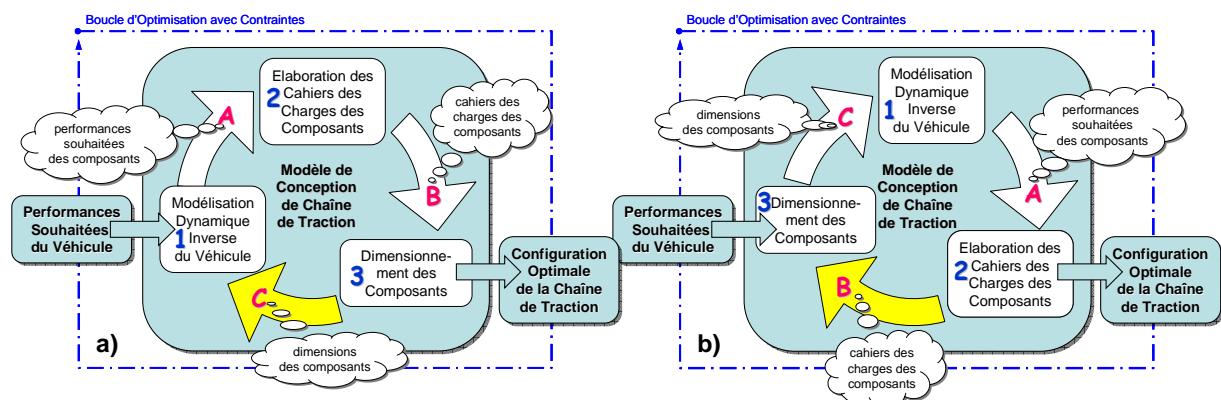 Boucle d'Optimisation avec Contraintes
Elaboration des
2 Cahiers des
Charges des
Composants
A
cahiers des
charges des
composants
performances
souhaitées
des composants
Modèle de
Conception
de Chaîne
de Traction
B
Modélisation
Dynamique
1 Inverse
du Véhicule
Performances
Souhaitées
du Véhicule
Dimensionne-
3 ment des
Composants
Configuration
Optimale
de la Chaîne
de Traction
C
a)
dimensions
des composants
Boucle d'Optimisation avec Contraintes
Modélisation
Dynamique
1 Inverse
du Véhicule
C
dimensions
des composants
performances
souhaitées
des composants
Modèle de
Conception
de Chaîne
de Traction
A
3 Dimensionne-
ment des
Composants
Performances
Souhaitées
du Véhicule
Elaboration des
2 Cahiers des
Charges des
Composants
Configuration
Optimale
de la Chaîne
de Traction
B
b)
cahiers des
charges des
composants